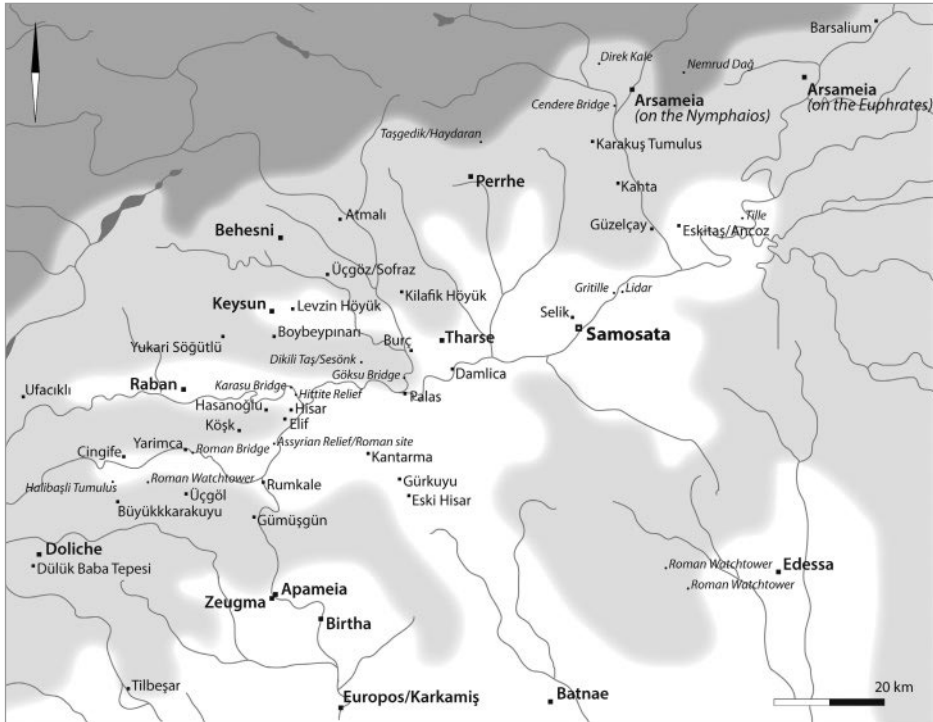 Barsalium
Direk Kale
Nemrud Dağ
Arsameia
(on the Nymphaios)
Arsameia
(on the Euphrates)
Cendere Bridge
Taşgedik/Haydaran
Karakuş Tumulus
Perrhe
Kahta
Atmalı
Tille
Behesni
Güzelçay
Eskitaş/Ancoz
Üçgöz/Sofraz
Kilafik Höyük
Gritille
Lidar
Keysun
Levzin Höyük
Selik
Samosata
Boybeypınarı
Yukari Söğütlü
Burç
Tharse
Dikili Taş/Sesönk
Göksu Bridge
Damlica
Ufacıklı
Raban
Karasu Bridge
Hittite Relief
Palas
Hasanoğlu
Hisar
Elif
Köşk
Assyrian Relief/Roman site
Yarimca
Roman Bridge
Cingife
Kantarma
Halibaşli Tumulus
Roman Watchtower
Rumkale
Gürkuyu
Üçgöl
Eski Hisar
Büyükkkarakuyu
Gümüşgün
Doliche
Dülük Baba Tepesi
Roman Watchtower
Edessa
Roman Watchtower
Apameia
Zeugma
Birtha
Tilbeşar
Europos/Karkamiş
Batnae
20 km